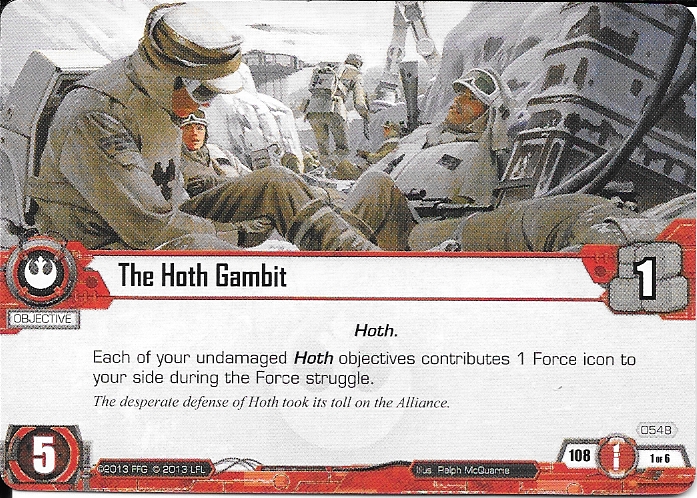 The Hoth Gambit
1
OBJECTIVE
Hoth.
Each of your undamaged Hoth objectives contributes 1 Force icon to
your side during the Force struggle.
The desperate defense of Hoth took its toll on the Alliance.
0548
5
©2013 FFG © 2013 LFL
Illus. Ralph McQuarrie
108
1 OF 6